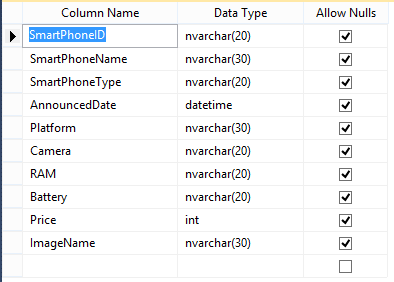 Column Name Data Type Allow Nulls
SmartPhoneID nvarchar(20)
SmartPhoneName nvarchar(30)
SmartPhoneType nvarchar(20)
AnnouncedDate datetime
Platform nvarchar(30)
Camera nvarchar(20)
RAM nvarchar(20)
Battery nvarchar(20)
Price int
ImageName nvarchar(30)